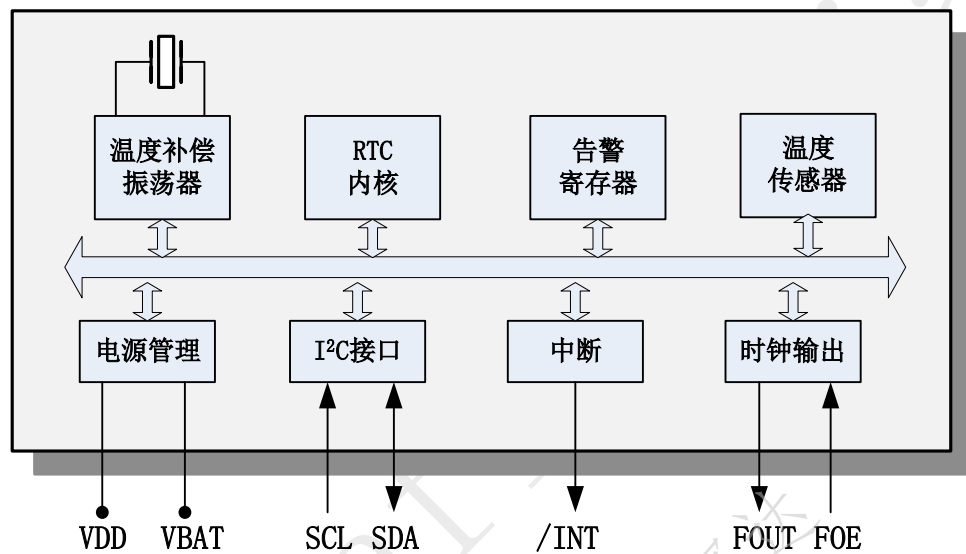 温度补偿
振荡器
RTC
内核
告警
寄存器
温度
传感器
电源管理
I²C接口
中断
时钟输出
VDD VBAT SCL SDA /INT FOUT FOE